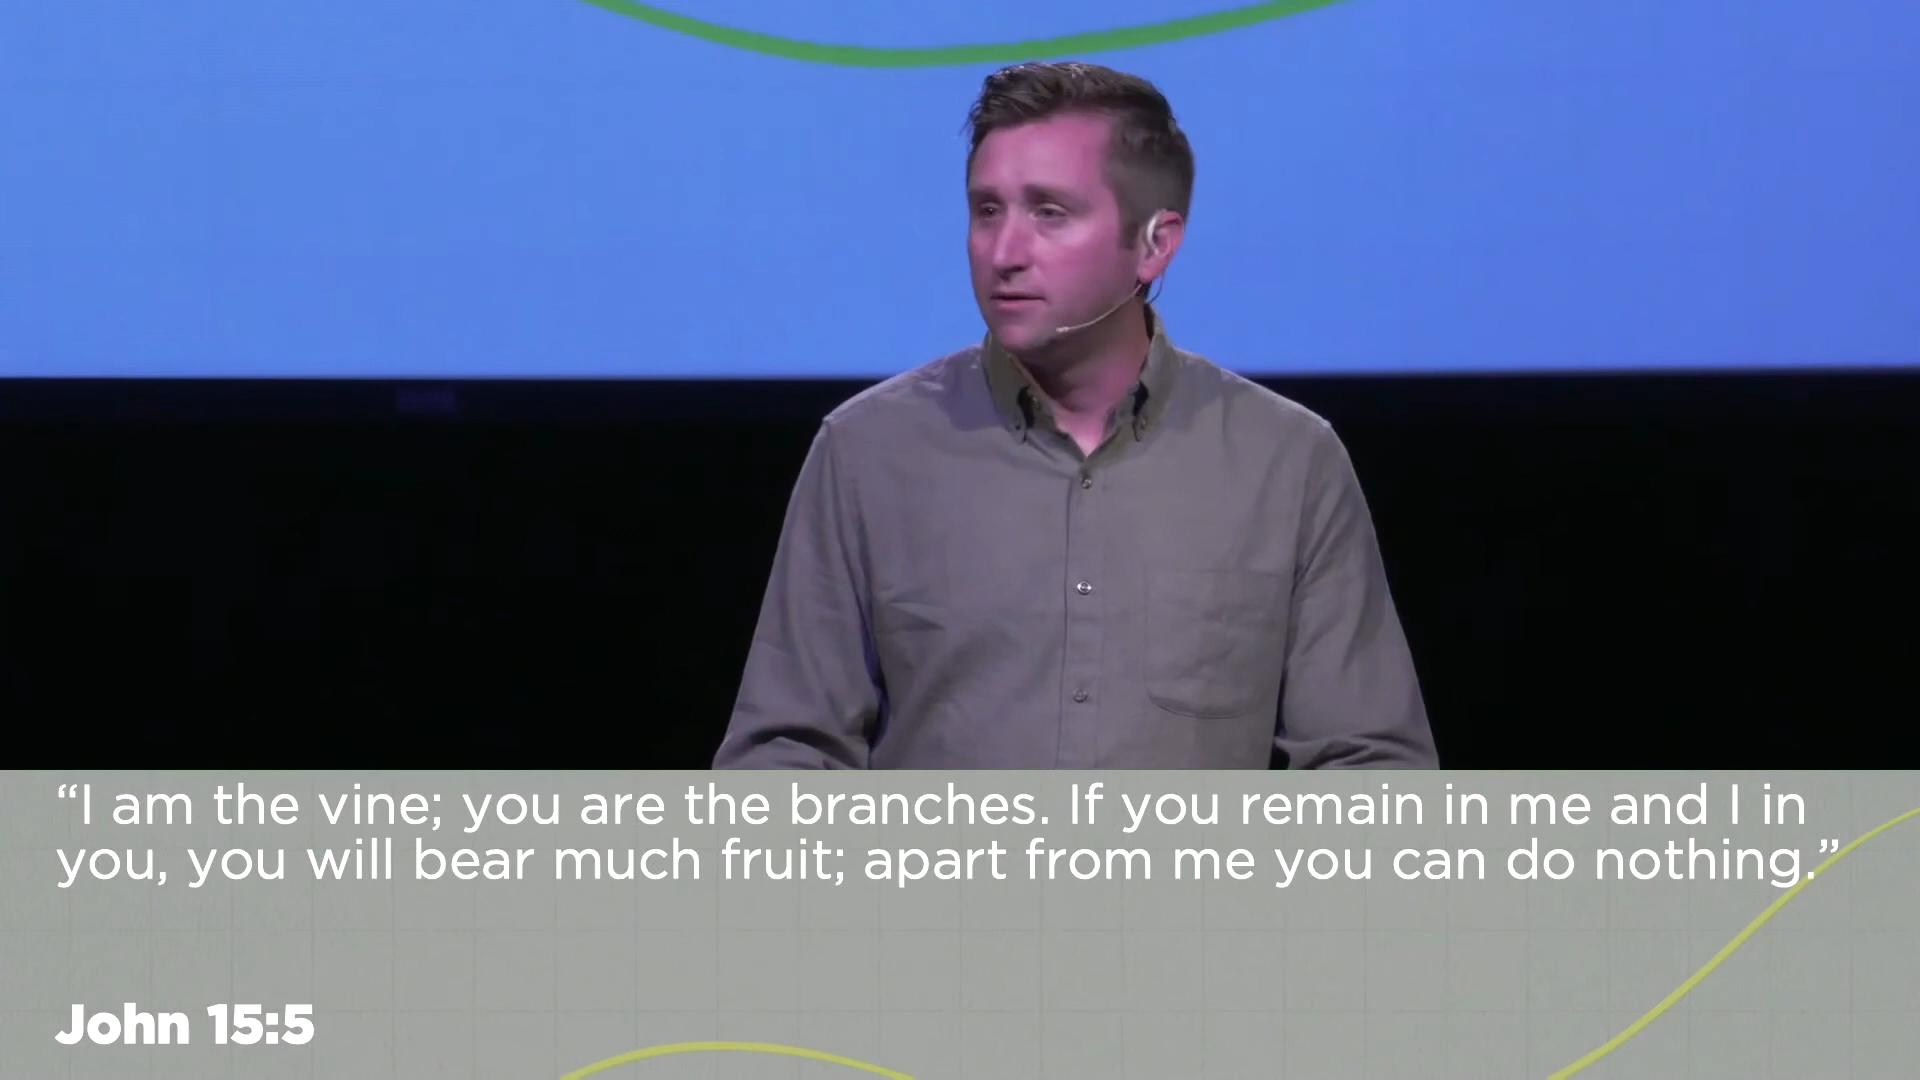 “I am the vine; you are the branches. If you remain in me and I in
you, you will bear much fruit; apart from me you can do nothing.”
John 15:5